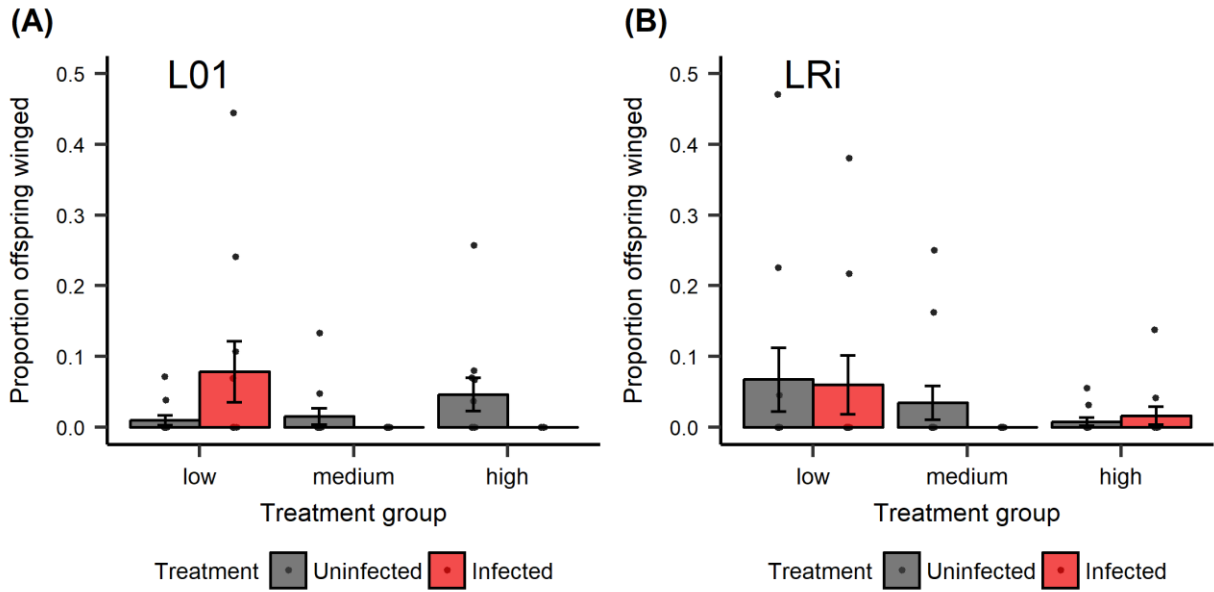 (A)
L01
Proportion offspring winged
0.5
0.4
0.3
0.2
0.1
0.0
low medium high
Treatment group
Treatment Uninfected Infected
(B)
LRi
Proportion offspring winged
0.5
0.4
0.3
0.2
0.1
0.0
low medium high
Treatment group
Treatment Uninfected Infected